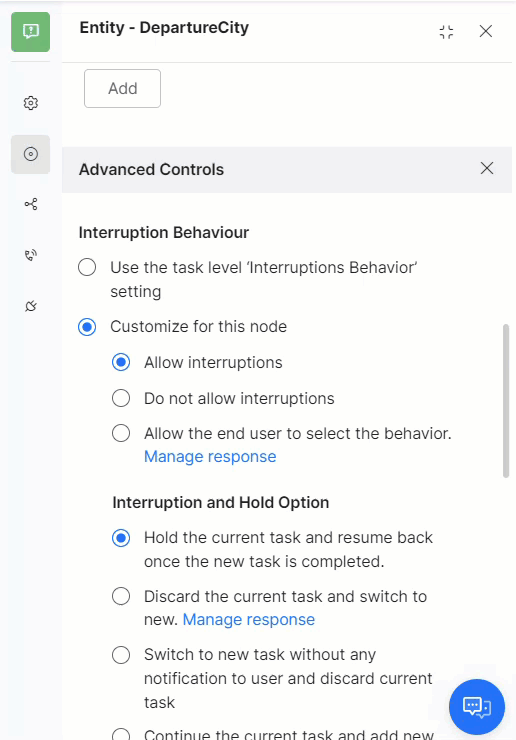 Entity - DepartureCity
Add
Advanced Controls
Interruption Behaviour
Use the task level ‘Interruptions Behavior’
setting
Customize for this node
Allow interruptions
Do not allow interruptions
Allow the end user to select the behavior.
Manage response
Interruption and Hold Option
Hold the current task and resume back
once the new task is completed.
Discard the current task and switch to
new. Manage response
Switch to new task without any
notification to user and discard current
task
Continue the current task and add new